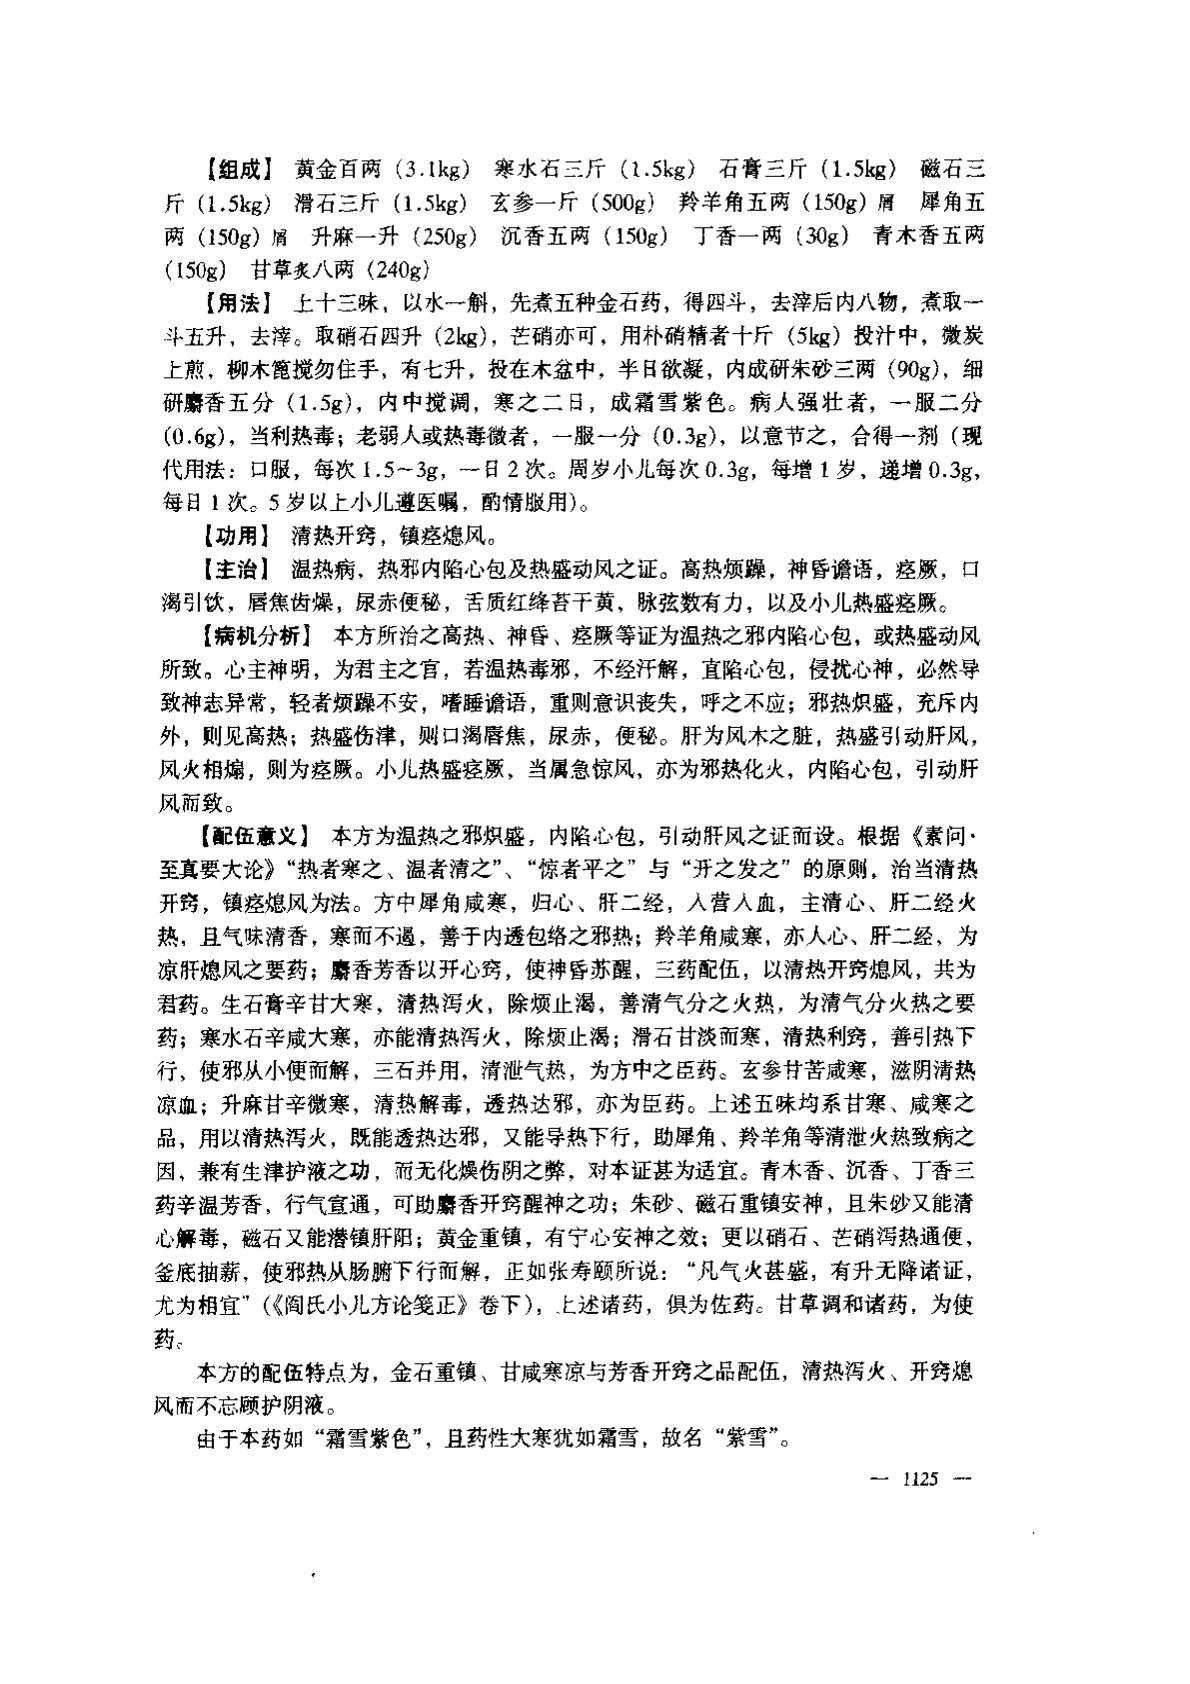 【组成】 黄金百两（3.1kg） 寒水石三斤（1.5kg） 石膏三斤（1.5kg） 磁石三
斤（1.5kg） 滑石三斤（1.5kg） 玄参一斤（500g） 羚羊角五两（150g）屑 犀角五
两（150g）屑 升麻一升（250g） 沉香五两（150g） 丁香一两（30g） 青木香五两
（150g） 甘草炙八两（240g）
【用法】 上十三味，以水一斛，先煮五种金石药，得四斗，去滓后内八物，煮取一
斗五升，去滓。取硝石四升（2kg），芒硝亦可，用朴硝精者十斤（5kg）投汁中，微炭
上煎，柳木篦搅勿住手，有七升，投在木盆中，半日欲凝，内成研朱砂三两（90g），细
研麝香五分（1.5g），内中搅调，寒之二日，成霜雪紫色。病人强壮者，一服二分
（0.6g），当利热毒；老弱人或热毒微者，一服一分（0.3g），以意节之，合得一剂（现
代用法：口服，每次1.5~3g，一日2次。周岁小儿每次0.3g，每增1岁，递增0.3g，
每日1次。5岁以上小儿遵医嘱，酌情服用）。
【功用】 清热开窍，镇痉熄风。
【主治】 温热病，热邪内陷心包及热盛动风之证。高热烦躁，神昏谵语，痉厥，口
渴引饮，唇焦齿燥，尿赤便秘，舌质红绛苔干黄，脉弦数有力，以及小儿热盛痉厥。
【病机分析】 本方所治之高热、神昏、痉厥等证为温热之邪内陷心包，或热盛动风
所致。心主神明，为君主之官，若温热毒邪，不经汗解，直陷心包，侵扰心神，必然导
致神志异常，轻者烦躁不安，嗜睡谵语，重则意识丧失，呼之不应；邪热炽盛，充斥内
外，则见高热；热盛伤津，则口渴唇焦，尿赤，便秘。肝为风木之脏，热盛引动肝风，
风火相煽，则为痉厥。小儿热盛痉厥，当属急惊风，亦为邪热化火，内陷心包，引动肝
风而致。
【配伍意义】 本方为温热之邪炽盛，内陷心包，引动肝风之证而设。根据《素问·
至真要大论》“热者寒之、温者清之”、“惊者平之”与“开之发之”的原则，治当清热
开窍，镇痉熄风为法。方中犀角咸寒，归心、肝二经，入营入血，主清心、肝二经火
热，且气味清香，寒而不遏，善于内透包络之邪热；羚羊角咸寒，亦入心、肝二经，为
凉肝熄风之要药；麝香芳香以开心窍，使神昏苏醒，三药配伍，以清热开窍熄风，共为
君药。生石膏辛甘大寒，清热泻火，除烦止渴，善清气分之火热，为清气分火热之要
药；寒水石辛咸大寒，亦能清热泻火，除烦止渴；滑石甘淡而寒，清热利窍，善引热下
行，使邪从小便而解，三石并用，清泄气热，为方中之臣药。玄参甘苦咸寒，滋阴清热
凉血；升麻甘辛微寒，清热解毒，透热达邪，亦为臣药。上述五味均系甘寒、咸寒之
品，用以清热泻火，既能透热达邪，又能导热下行，助犀角、羚羊角等清泄火热致病之
因，兼有生津护液之功，而无化燥伤阴之弊，对本证甚为适宜。青木香、沉香、丁香三
药辛温芳香，行气宣通，可助麝香开窍醒神之功；朱砂、磁石重镇安神，且朱砂又能清
心解毒，磁石又能潜镇肝阳；黄金重镇，有宁心安神之效；更以硝石、芒硝泻热通便，
釜底抽薪，使邪热从肠腑下行而解，正如张寿颐所说：“凡气火甚盛，有升无降诸证，
尤为相宜”（《阎氏小儿方论笺正》卷下），上述诸药，俱为佐药。甘草调和诸药，为使
药。
本方的配伍特点为，金石重镇、甘咸寒凉与芳香开窍之品配伍，清热泻火、开窍熄
风而不忘顾护阴液。
由于本药如“霜雪紫色”，且药性大寒犹如霜雪，故名“紫雪”。
— 1125 —